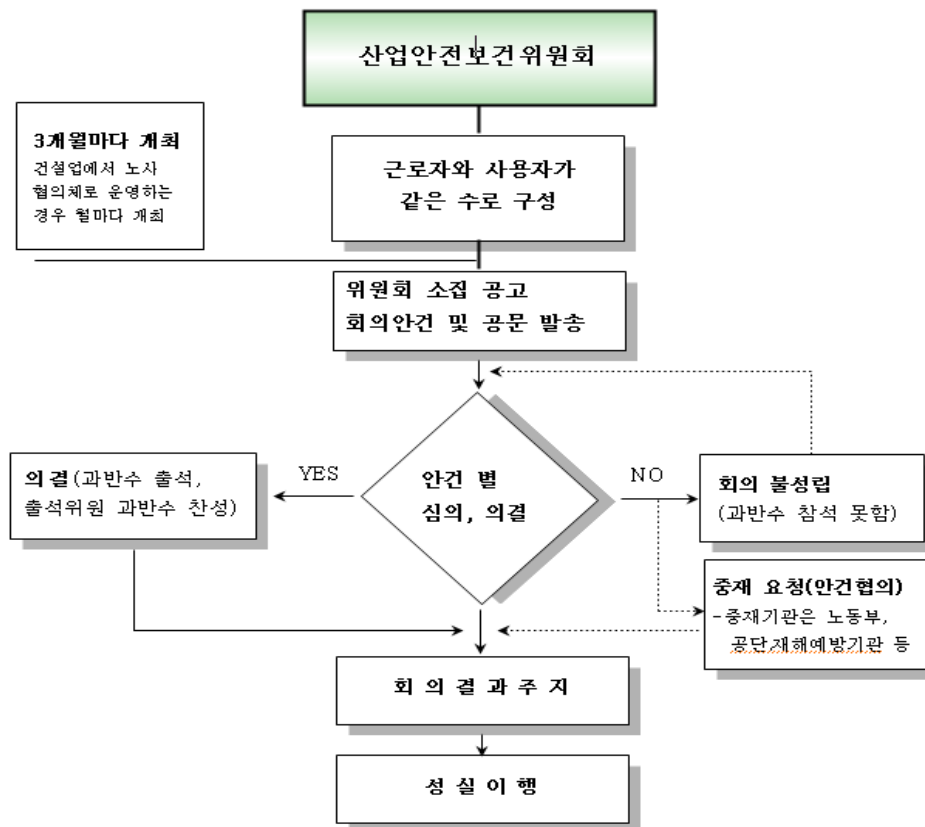 산업안전보건위원회
3개월마다 개최
건설업에서 노사
협의체로 운영하는
경우 월마다 개최
근로자와 사용자가
같은 수로 구성
위원회 소집 공고
회의안건 및 공문 발송
YES
NO
의결(과반수 출석,
출석위원 과반수 찬성)
안건 별
심의, 의결
회의 불성립
(과반수 참석 못함)
중재 요청(안건협의)
-중재기관은 노동부,
공단,재해예방기관 등
회 의 결 과 주 지
성 실 이 행